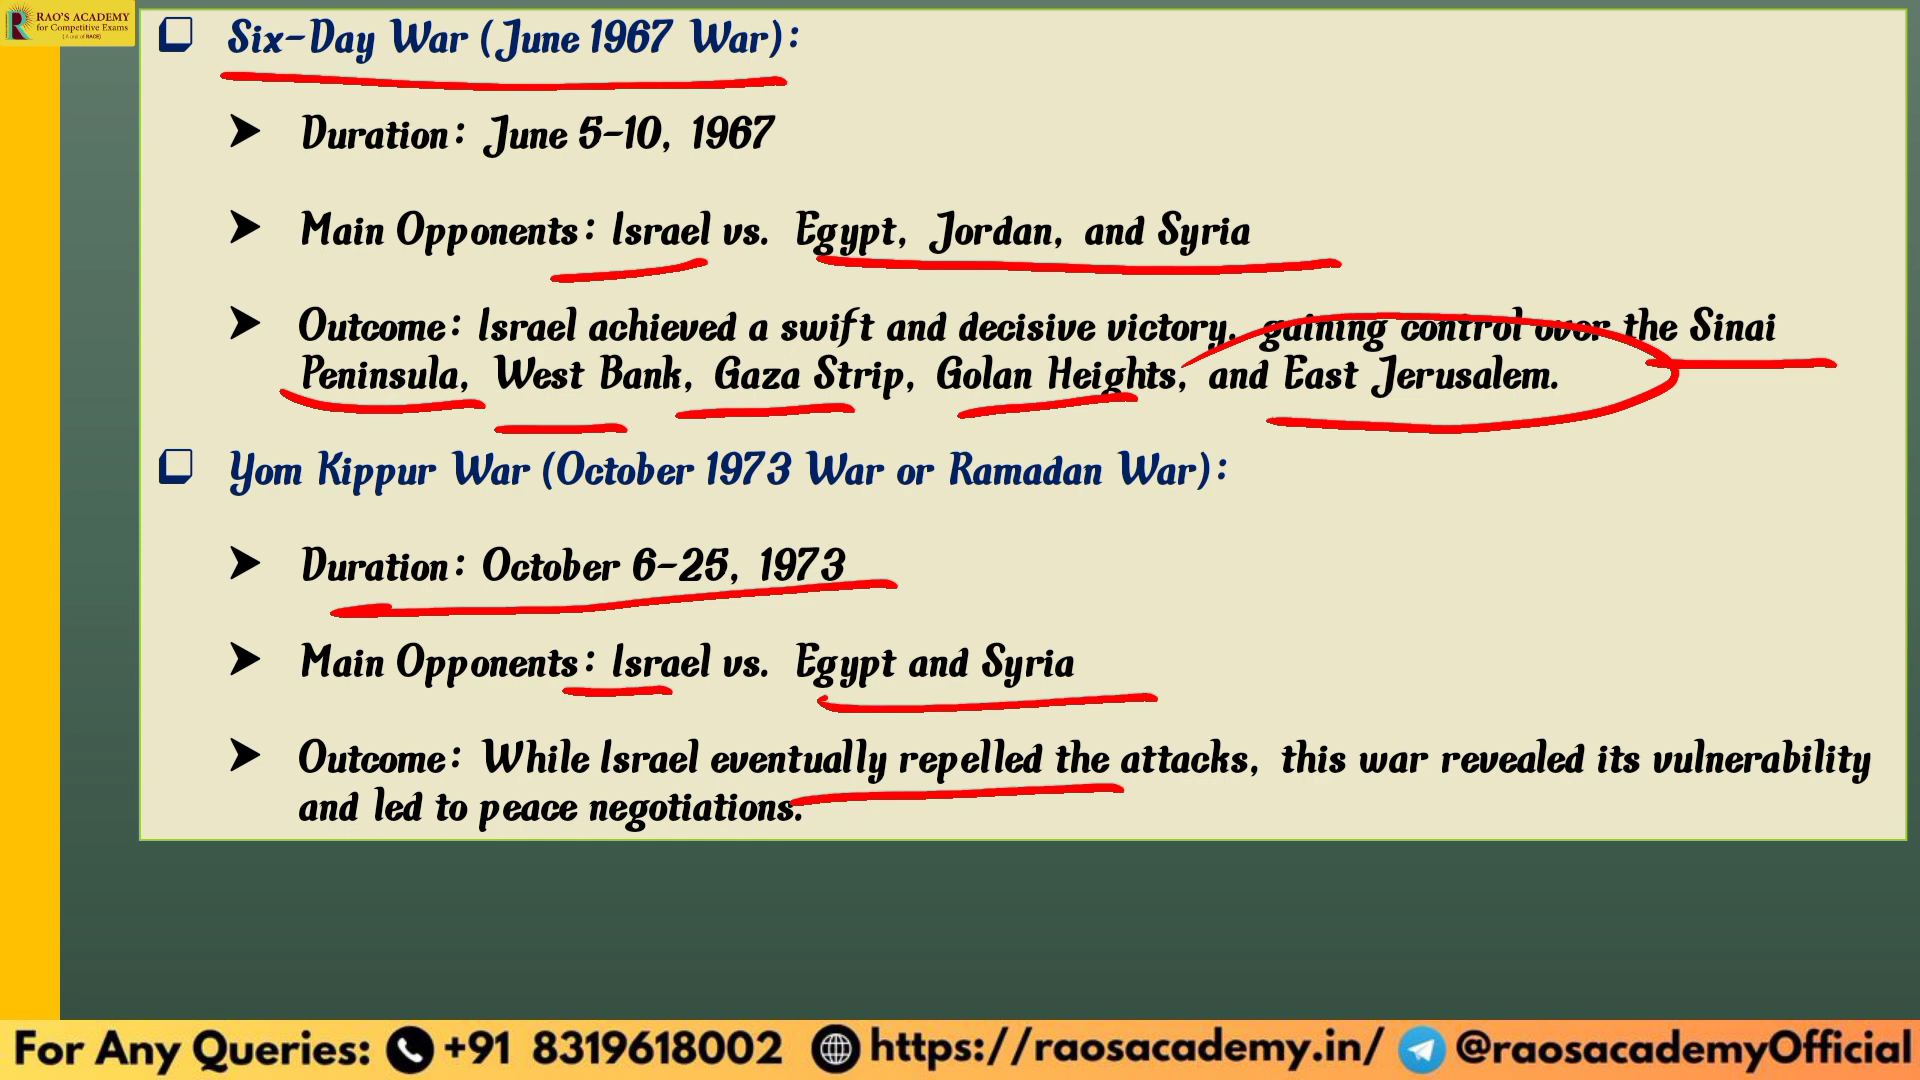 RAO'S ACADEMY
for Competitive Exams
(A unit of RACE)
Six-Day War (June 1967 War):
Duration: June 5-10, 1967
Main Opponents: Israel vs. Egypt, Jordan, and Syria
Outcome: Israel achieved a swift and decisive victory, gaining control over the Sinai
Peninsula, West Bank, Gaza Strip, Golan Heights, and East Jerusalem.
Yom Kippur War (October 1973 War or Ramadan War):
Duration: October 6-25, 1973
Main Opponents: Israel vs. Egypt and Syria
Outcome: While Israel eventually repelled the attacks, this war revealed its vulnerability
and led to peace negotiations.
For Any Queries: +91 8319618002 https://raosacademy.in/ @raosacademyOfficial